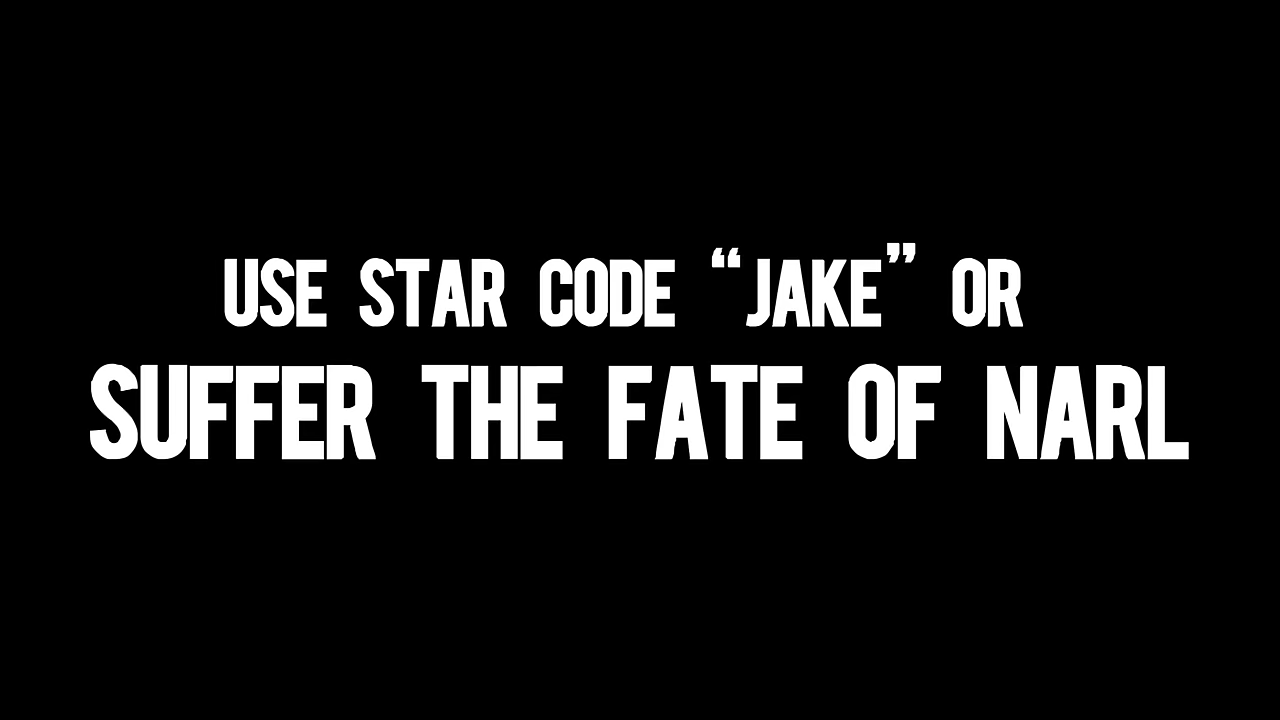 USE STAR CODE “JAKE” OR
SUFFER THE FATE OF NARL